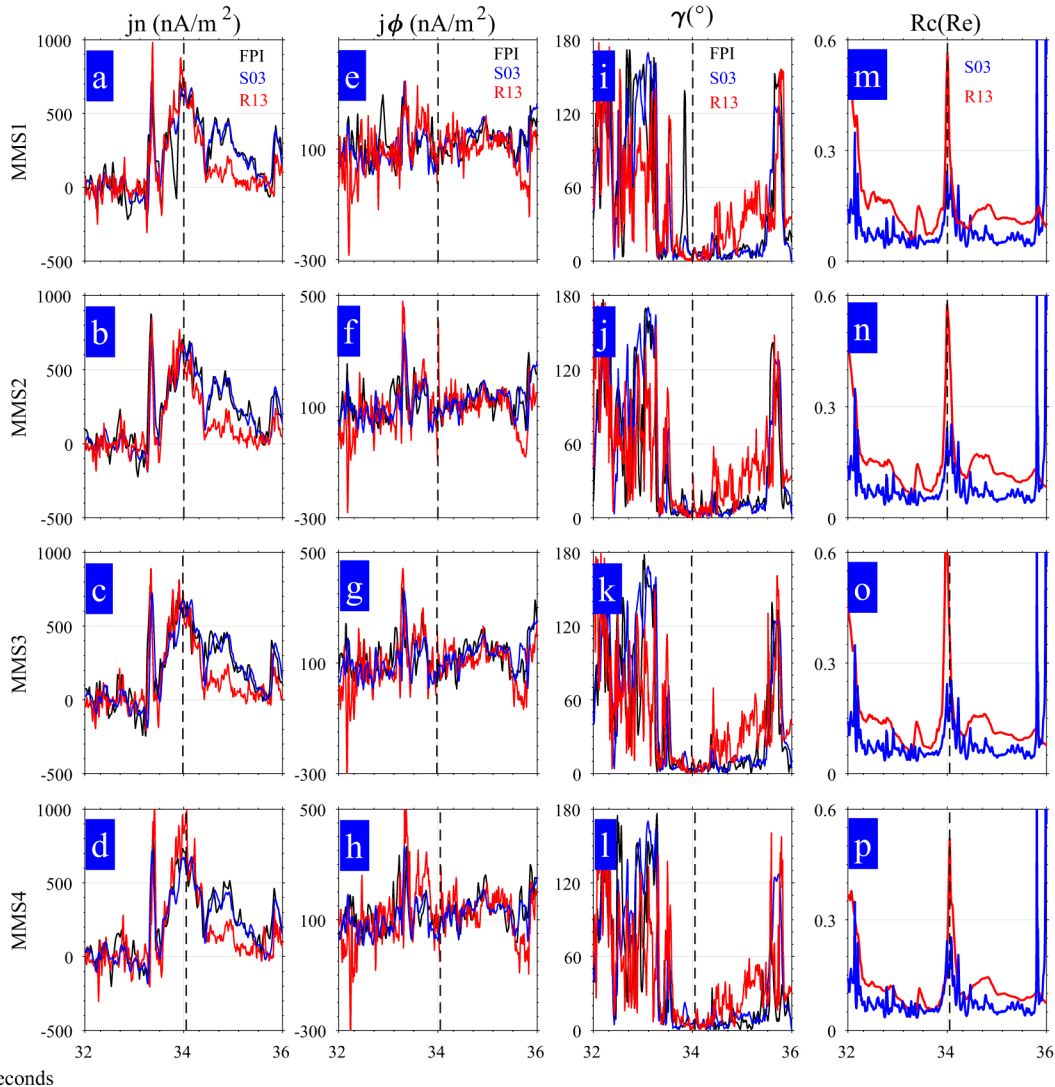 jn (nA/m²) jϕ (nA/m²) γ(°) Rc(Re)
MMS1
1000 500 0 -500
a
FPI
S03
R13
100 -300
e
FPI
S03
R13
180 120 60 0
i
FPI
S03
R13
0.6 0.3 0
m
S03
R13
MMS2
1000 500 0 -500
b
500 100 -300
f
180 120 60 0
j
0.6 0.3 0
n
MMS3
1000 500 0 -500
c
500 100 -300
g
180 120 60 0
k
0.6 0.3 0
o
MMS4
1000 500 0 -500
d
500 100 -300
h
180 120 60 0
l
0.6 0.3 0
p
32 34 36 32 34 36 32 34 36 32 34 36
econds